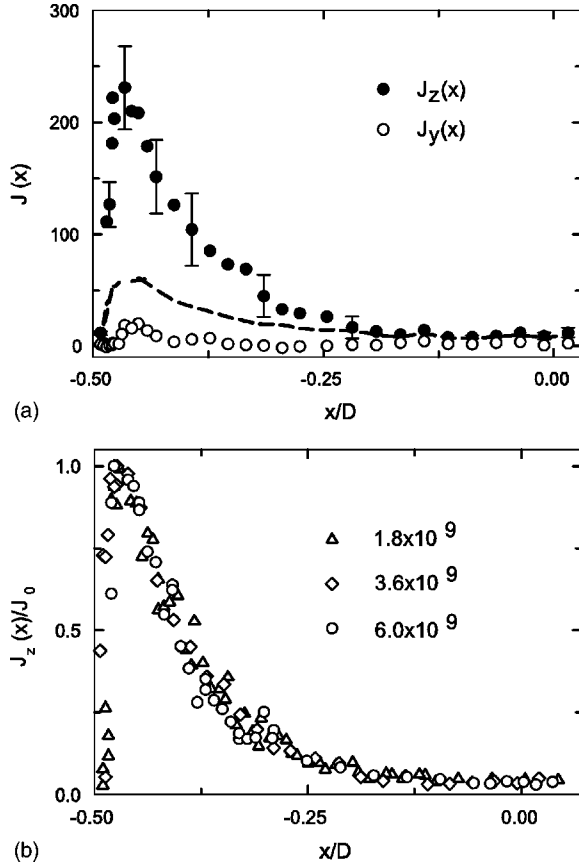 300
200
100
0
J (x)
J_z(x)
J_y(x)
-0.50
-0.25
0.00
x/D
(a)
1.0
0.5
0.0
J_z(x)/J_0
1.8x10^9
3.6x10^9
6.0x10^9
-0.50
-0.25
0.00
x/D
(b)